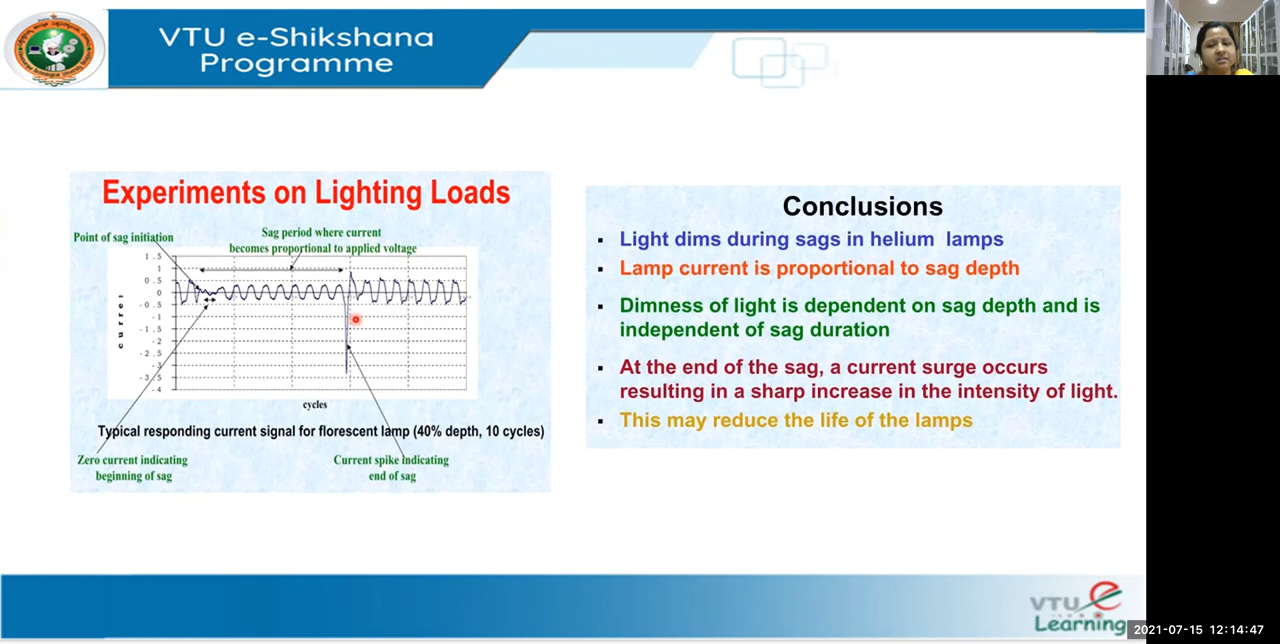 VTU e-Shikshana
Programme
Experiments on Lighting Loads
Point of sag initiation
Sag period where current
becomes proportional to applied voltage
1.5
1
0.5
0
-0.5
-1
-1.5
-2
-2.5
-3
-3.5
-4
curre
cycles
Typical responding current signal for florescent lamp (40% depth, 10 cycles)
Zero current indicating
beginning of sag
Current spike indicating
end of sag
Conclusions
▪ Light dims during sags in helium lamps
▪ Lamp current is proportional to sag depth
▪ Dimness of light is dependent on sag depth and is
independent of sag duration
▪ At the end of the sag, a current surge occurs
resulting in a sharp increase in the intensity of light.
▪ This may reduce the life of the lamps
VTU e
Learning
2021-07-15 12:14:47